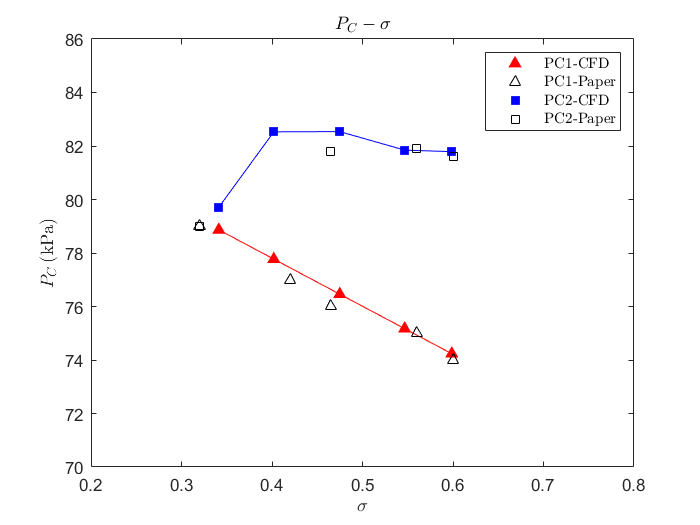 P_C − σ
86
84
82
80
78
76
74
72
70
P_C (kPa)
0.2 0.3 0.4 0.5 0.6 0.7 0.8
σ
PC1-CFD
PC1-Paper
PC2-CFD
PC2-Paper